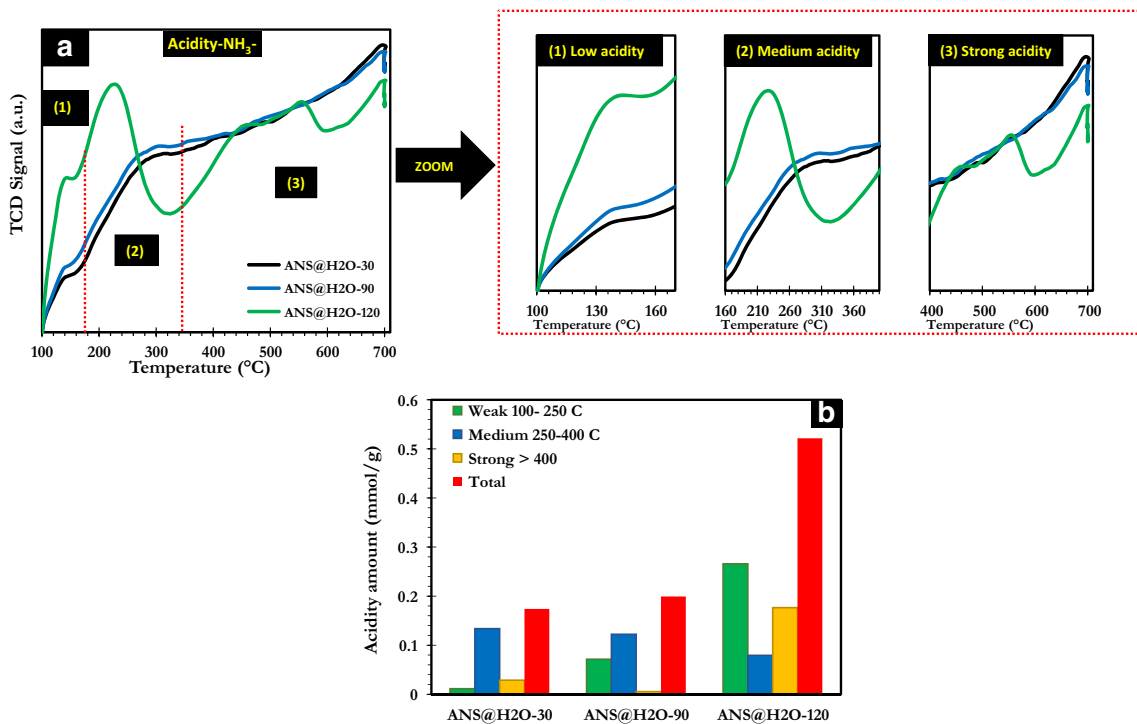 a
Acidity-NH3-
(1)
(2)
(3)
TCD Signal (a.u.)
ANS@H2O-30
ANS@H2O-90
ANS@H2O-120
100 200 300 400 500 600 700
Temperature (°C)
ZOOM
(1) Low acidity
100 130 160
Temperature (°C)
(2) Medium acidity
160 210 260 310 360
Temperature (°C)
(3) Strong acidity
400 500 600 700
Temperature (°C)
b
Weak 100- 250 C
Medium 250-400 C
Strong > 400
Total
Acidity amount (mmol/g)
0.6
0.5
0.4
0.3
0.2
0.1
0
ANS@H2O-30 ANS@H2O-90 ANS@H2O-120